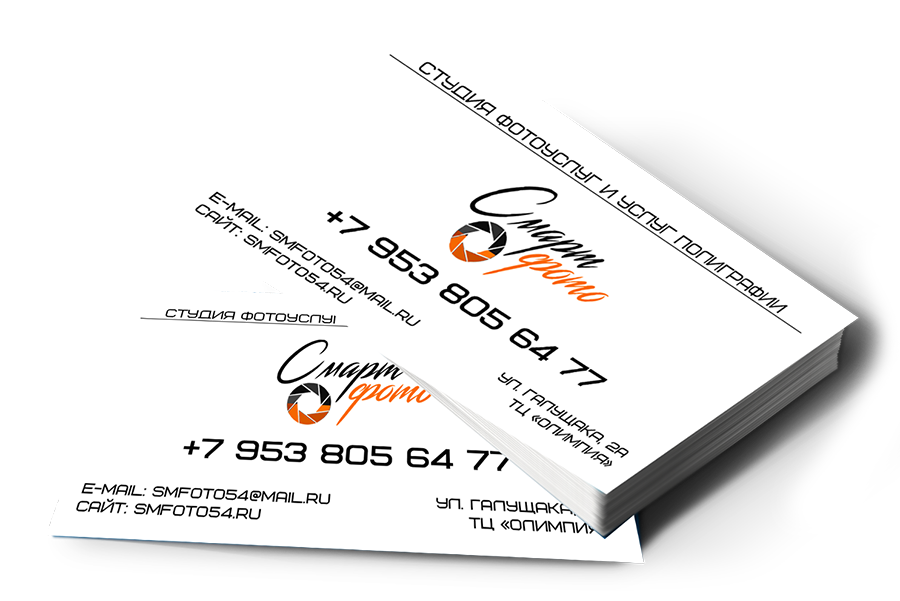 СТУДИЯ ФОТОУСЛУГ И УСЛУГ ПОЛИГРАФИИ
Смарт
фото
+7 953 805 64 77
E-MAIL: SMFOTO54@MAIL.RU
САЙТ: SMFOTO54.RU
УЛ. ГАЛУЩАКА, 2А
ТЦ «ОЛИМПИЯ»
СТУДИЯ ФОТОУСЛУГ
Смарт
фото
+7 953 805 64 77
E-MAIL: SMFOTO54@MAIL.RU
САЙТ: SMFOTO54.RU
УЛ. ГАЛУЩАКА,
ТЦ «ОЛИМПИЯ